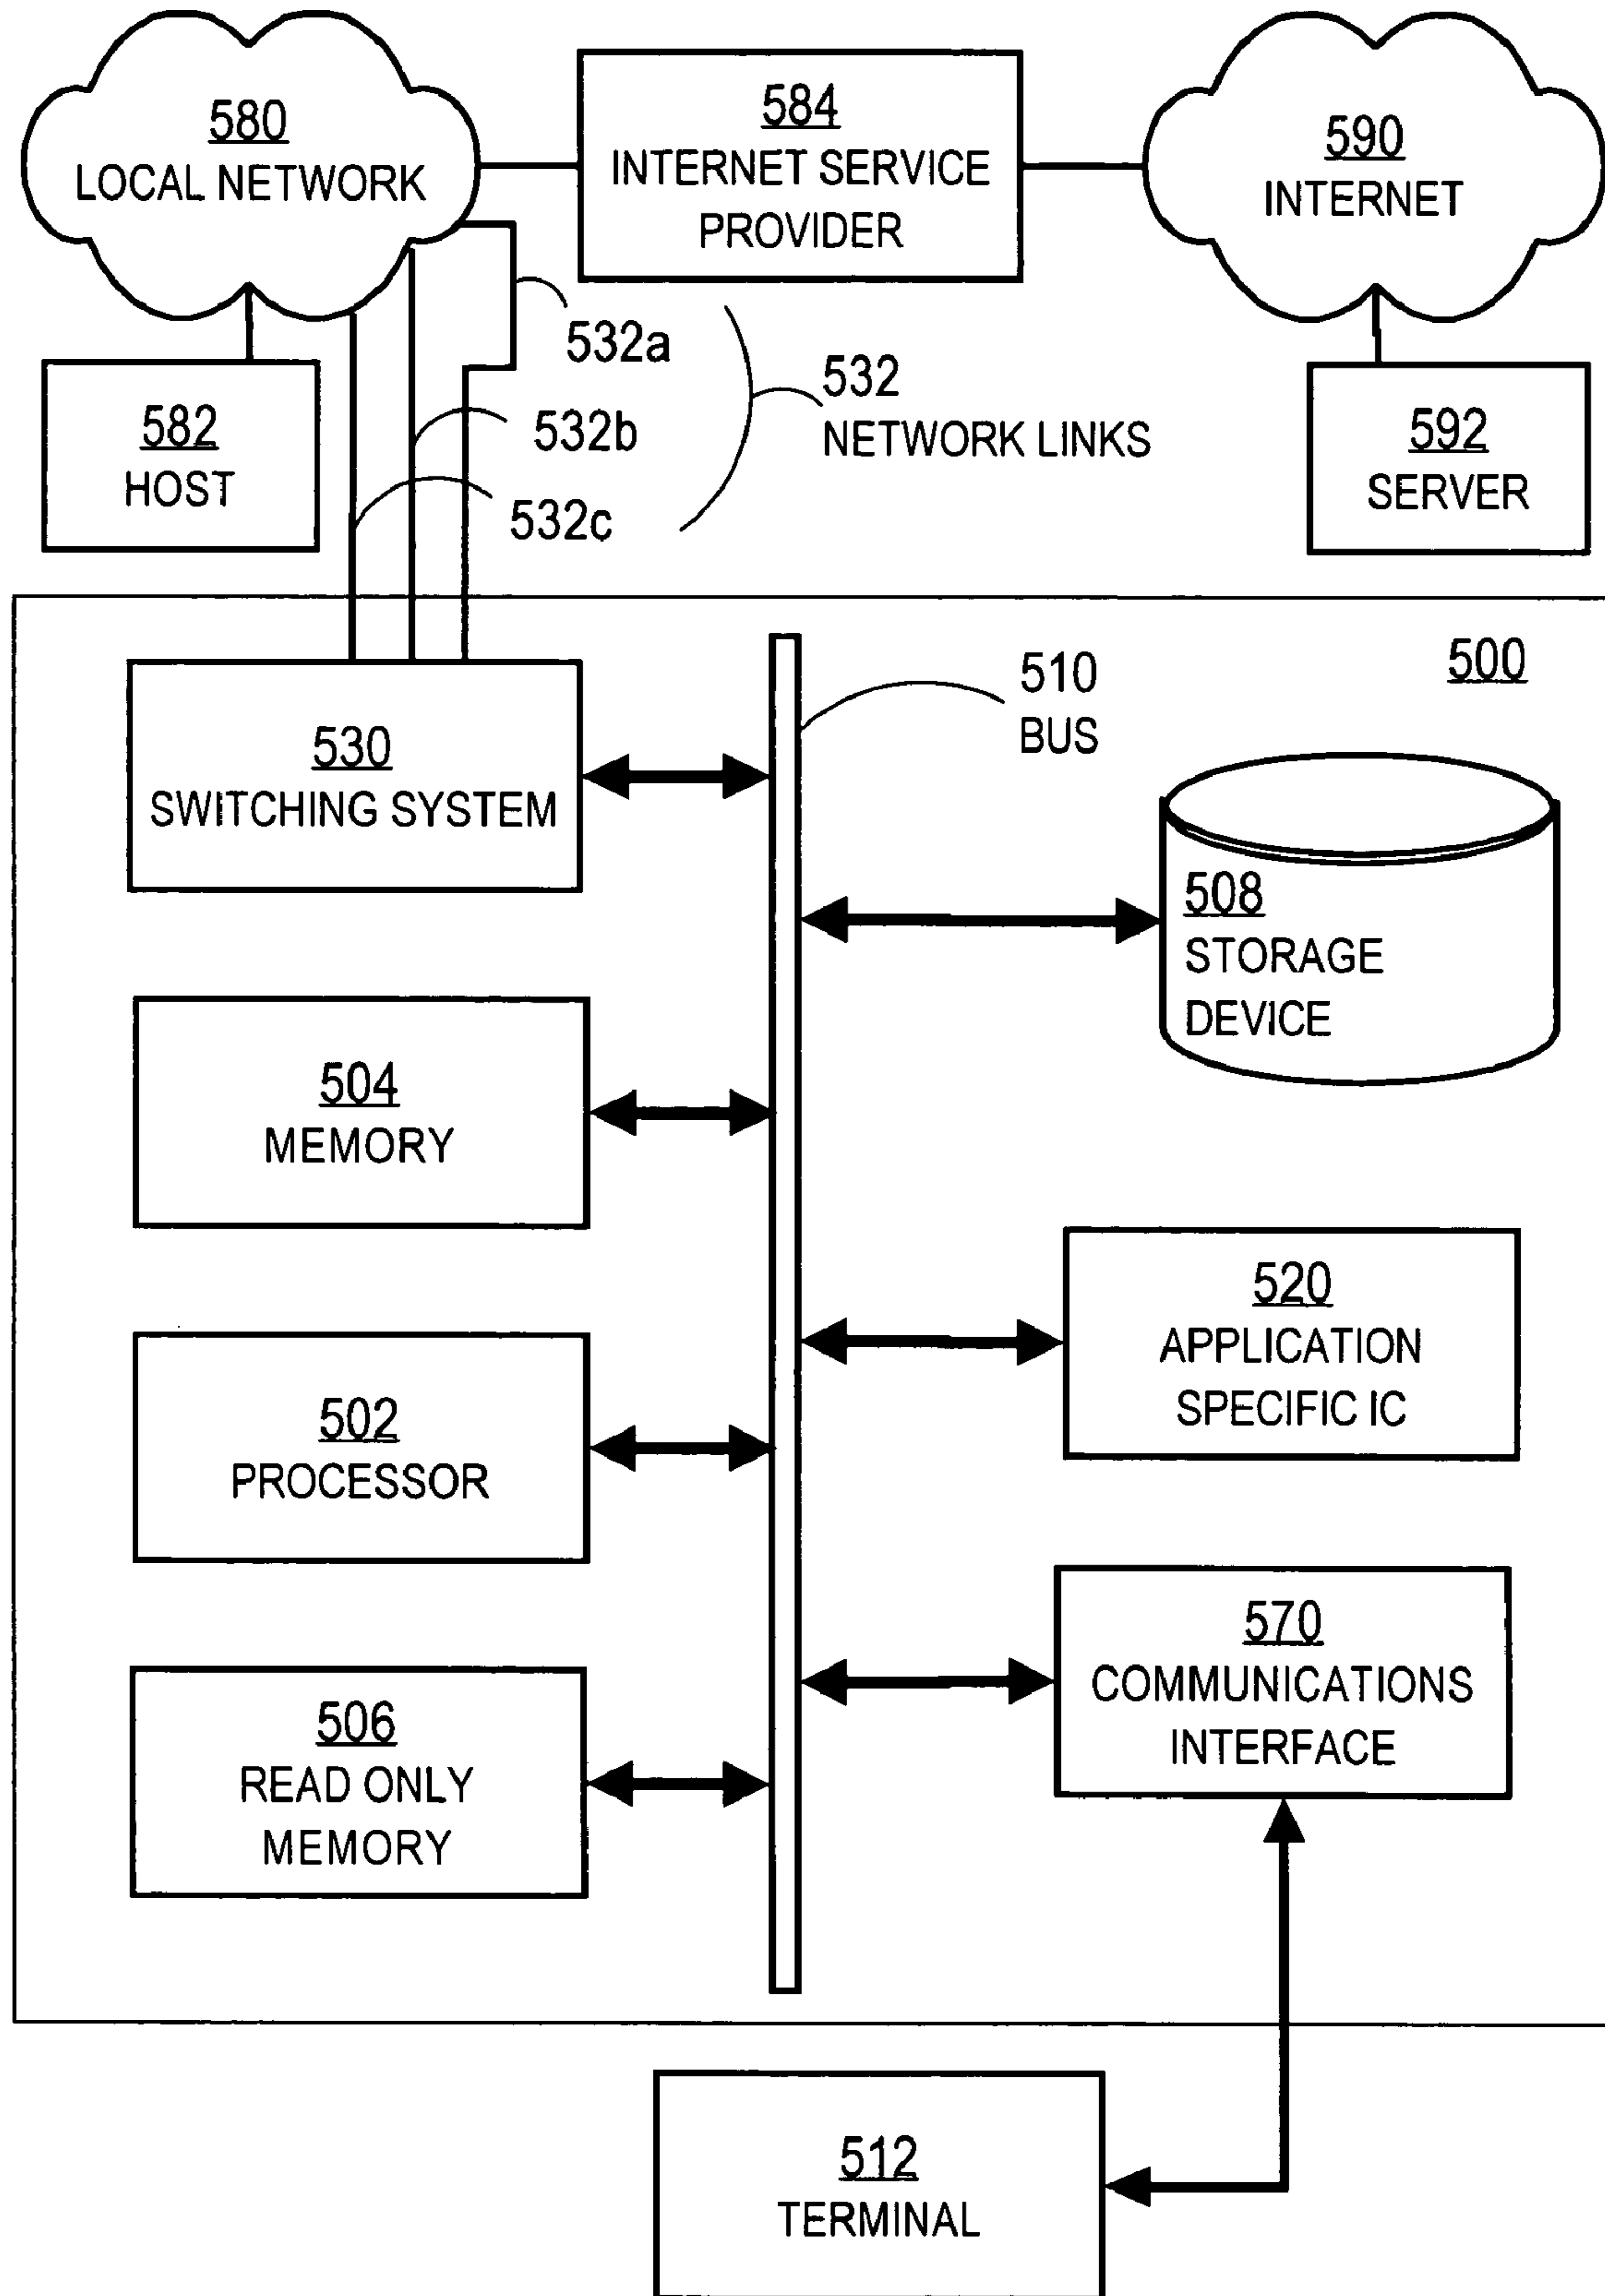 580
LOCAL NETWORK
584
INTERNET SERVICE
PROVIDER
590
INTERNET
532a
582
HOST
532b
532c
532
NETWORK LINKS
592
SERVER
500
510
BUS
530
SWITCHING SYSTEM
508
STORAGE
DEVICE
504
MEMORY
520
APPLICATION
SPECIFIC IC
502
PROCESSOR
570
COMMUNICATIONS
INTERFACE
506
READ ONLY
MEMORY
512
TERMINAL